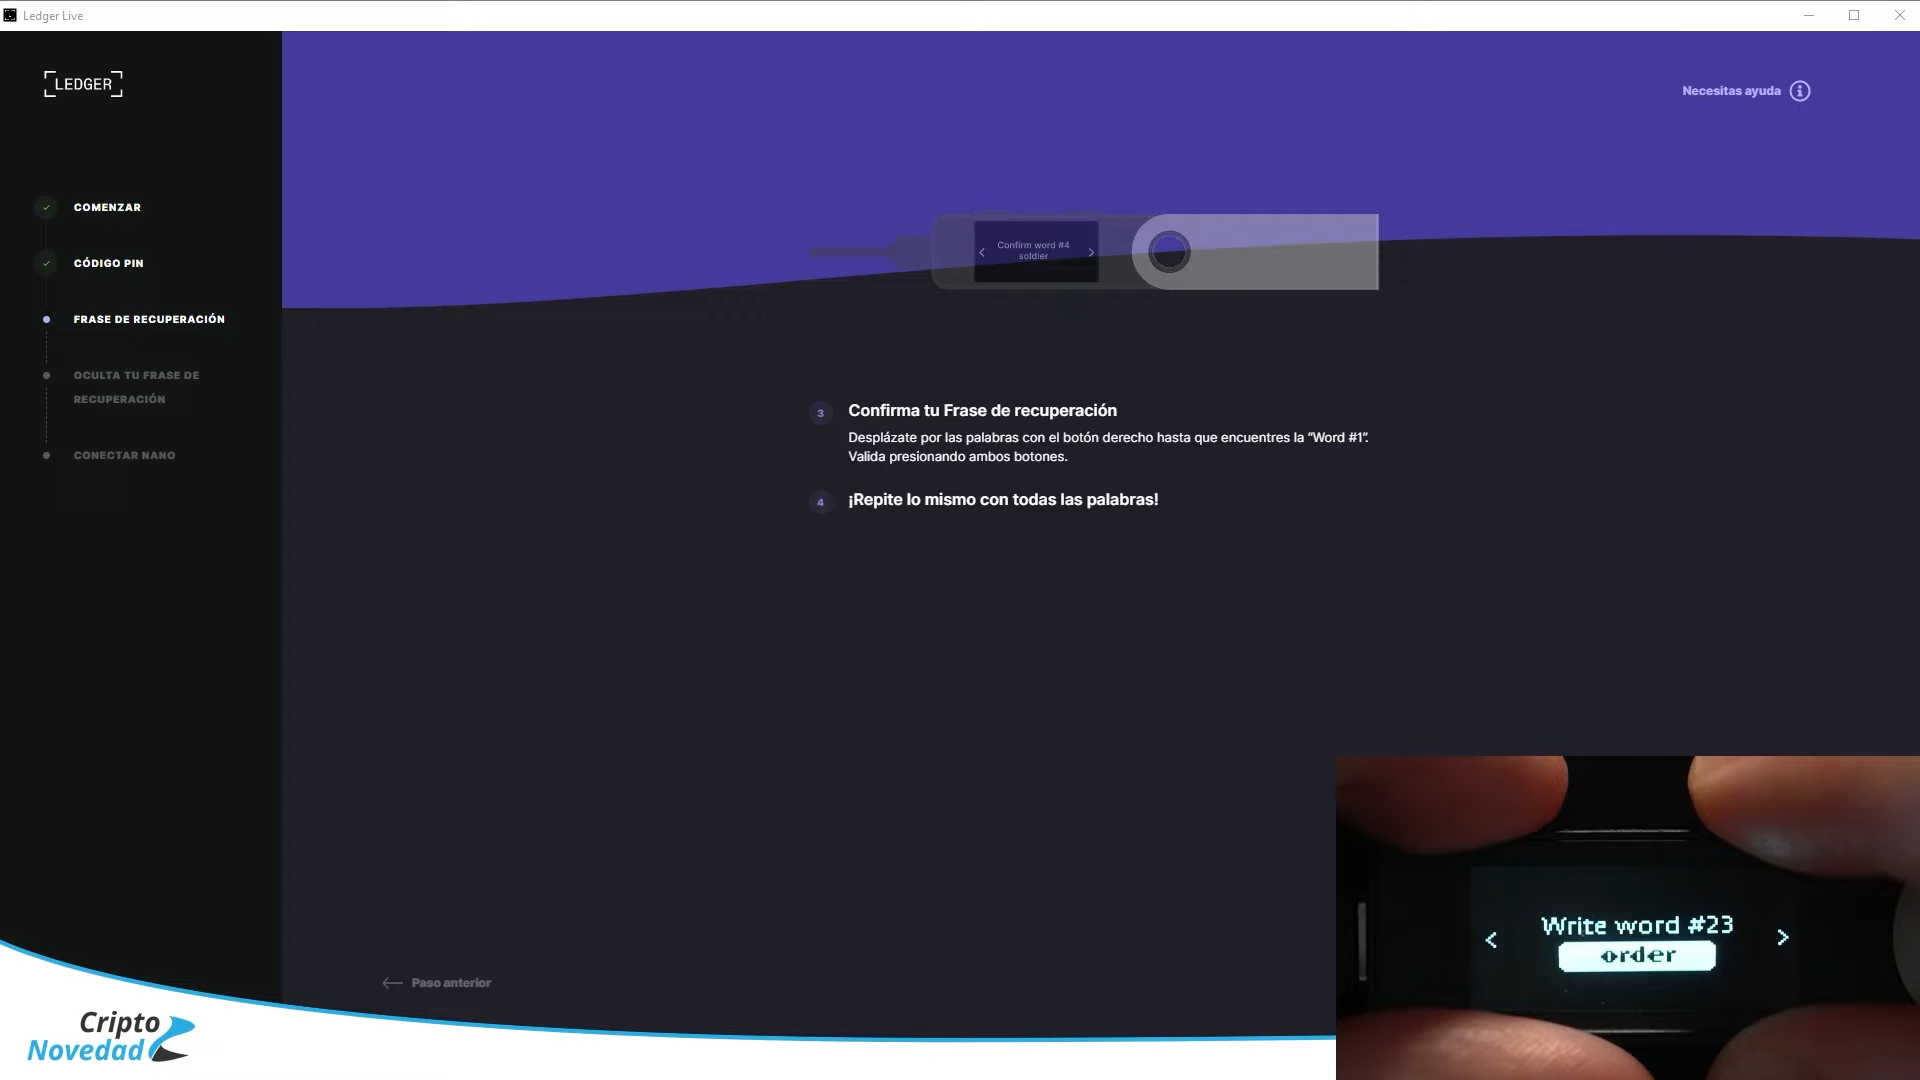 Ledger Live
LEDGER
Necesitas ayuda
COMENZAR
CÓDIGO PIN
FRASE DE RECUPERACIÓN
OCULTA TU FRASE DE
RECUPERACIÓN
CONECTAR NANO
Confirm word #4
soldier
3 Confirma tu Frase de recuperación
Desplázate por las palabras con el botón derecho hasta que encuentres la “Word #1”.
Valida presionando ambos botones.
4 ¡Repite lo mismo con todas las palabras!
Paso anterior
Cripto
Novedad
Write word #23
order